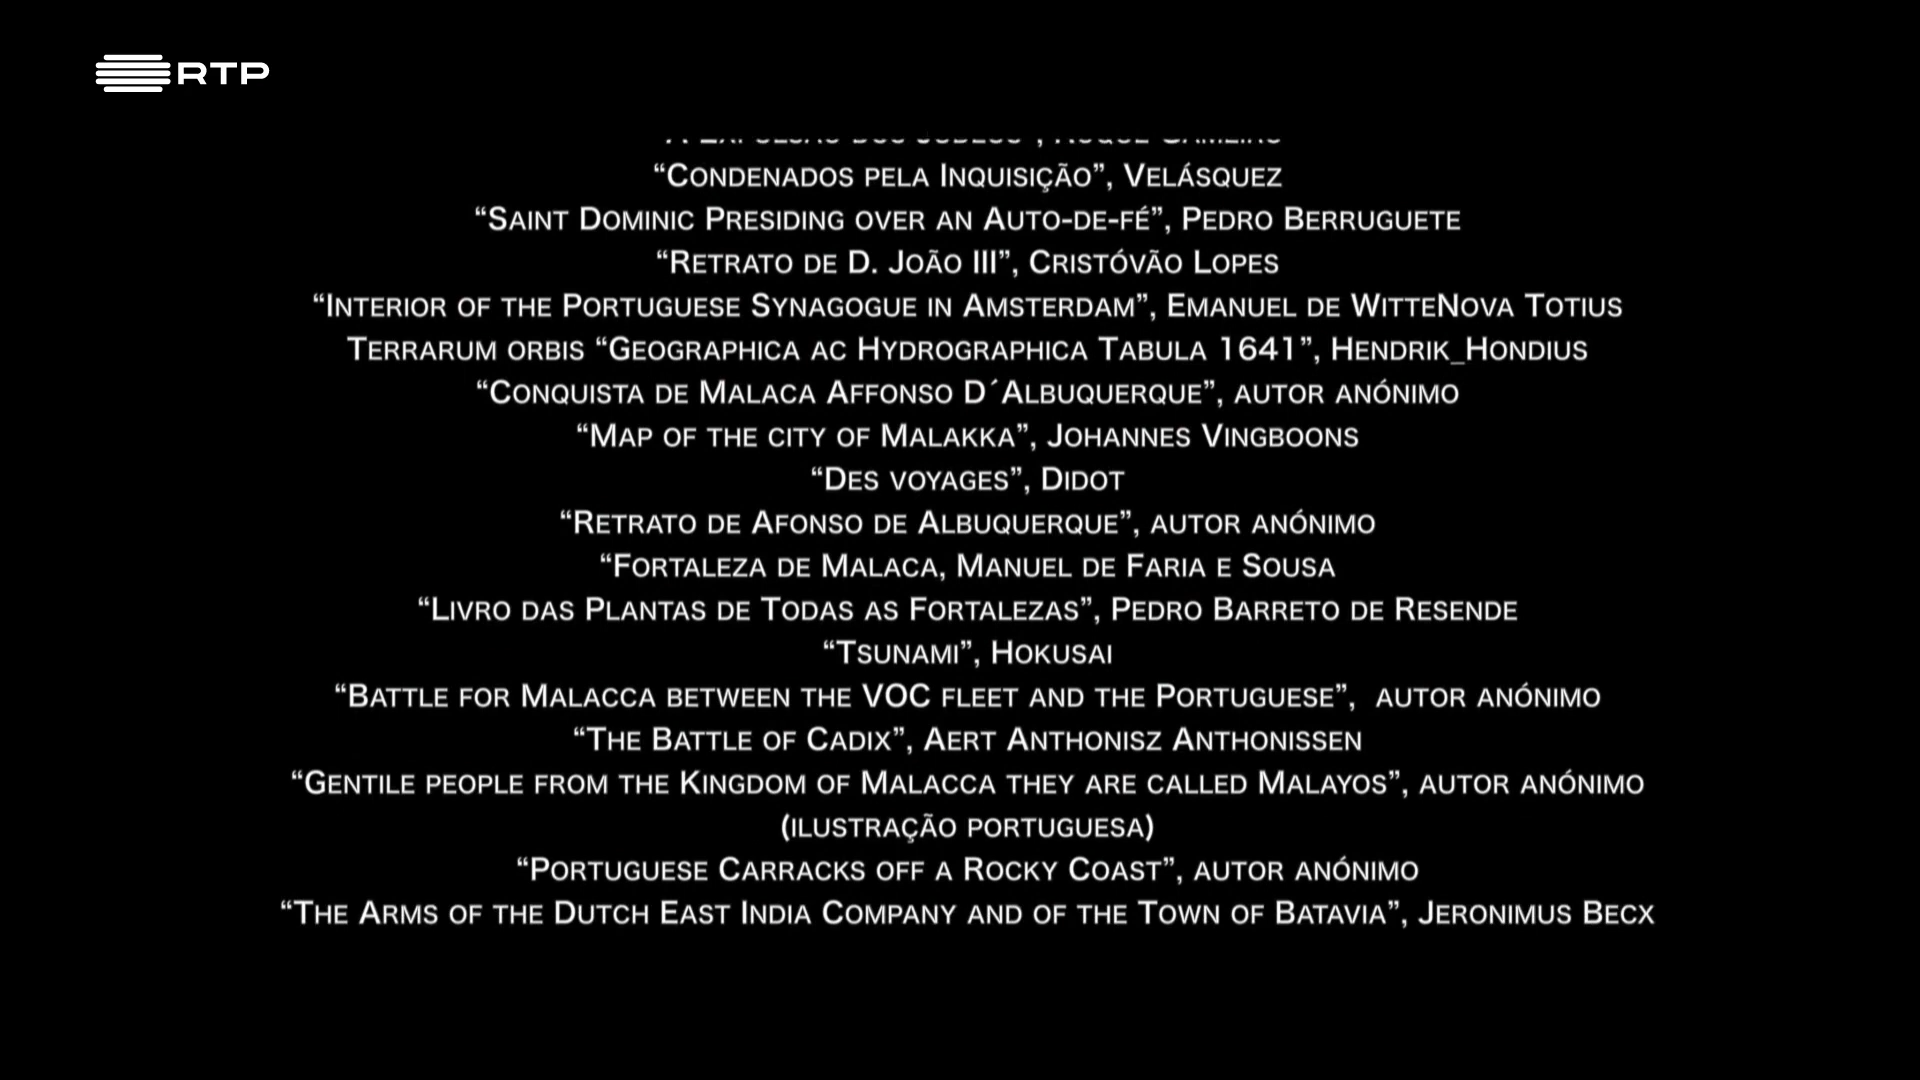 RTP
“Condenados pela Inquisição”, Velásquez
“Saint Dominic Presiding over an Auto-de-fé”, Pedro Berruguete
“Retrato de D. João III”, Cristóvão Lopes
“Interior of the Portuguese Synagogue in Amsterdam”, Emanuel de WitteNova Totius
Terrarum orbis “Geographica ac Hydrographica Tabula 1641”, Hendrik_Hondius
“Conquista de Malaca Affonso D´Albuquerque”, autor anónimo
“Map of the city of Malakka”, Johannes Vingboons
“Des voyages”, Didot
“Retrato de Afonso de Albuquerque”, autor anónimo
“Fortaleza de Malaca, Manuel de Faria e Sousa
“Livro das Plantas de Todas as Fortalezas”, Pedro Barreto de Resende
“Tsunami”, Hokusai
“Battle for Malacca between the VOC fleet and the Portuguese”,  autor anónimo
“The Battle of Cadix”, Aert Anthonisz Anthonissen
“Gentile people from the Kingdom of Malacca they are called Malayos”, autor anónimo
(ilustração portuguesa)
“Portuguese Carracks off a Rocky Coast”, autor anónimo
“The Arms of the Dutch East India Company and of the Town of Batavia”, Jeronimus Becx